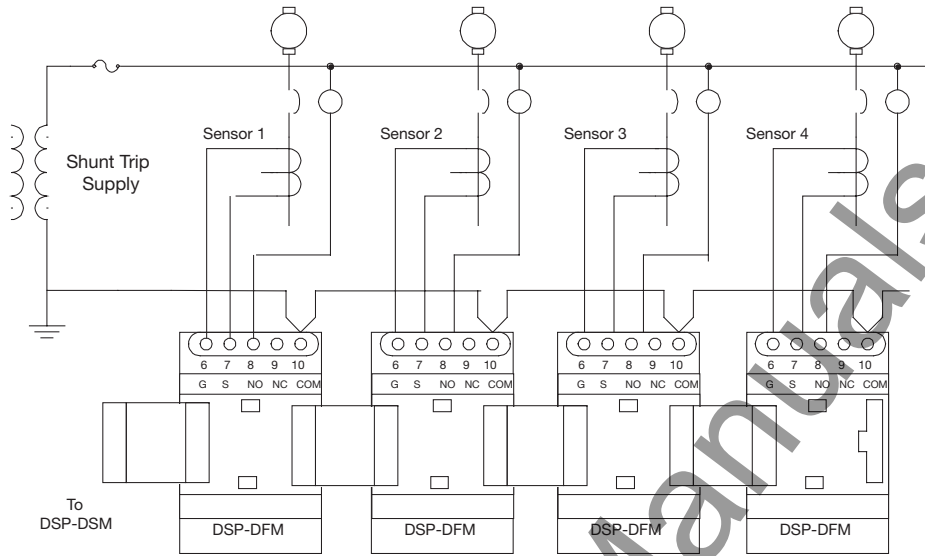 Sensor 1 Sensor 2 Sensor 3 Sensor 4
Shunt Trip
Supply
6 7 8 9 10 6 7 8 9 10 6 7 8 9 10 6 7 8 9 10
G S NO NC COM G S NO NC COM G S NO NC COM G S NO NC COM
To
DSP-DSM
DSP-DFM DSP-DFM DSP-DFM DSP-DFM
Manuals